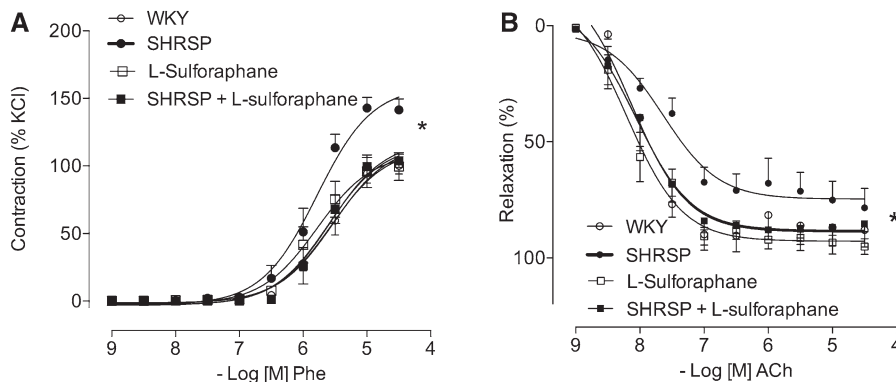 A
WKY
SHRSP
L-Sulforaphane
SHRSP + L-sulforaphane
Contraction (% KCl)
200
150
100
50
0
*
9 8 7 6 5 4
- Log [M] Phe
B
Relaxation (%)
0
50
100
WKY
SHRSP
L-Sulforaphane
SHRSP + L-sulforaphane
*
9 8 7 6 5 4
- Log [M] ACh